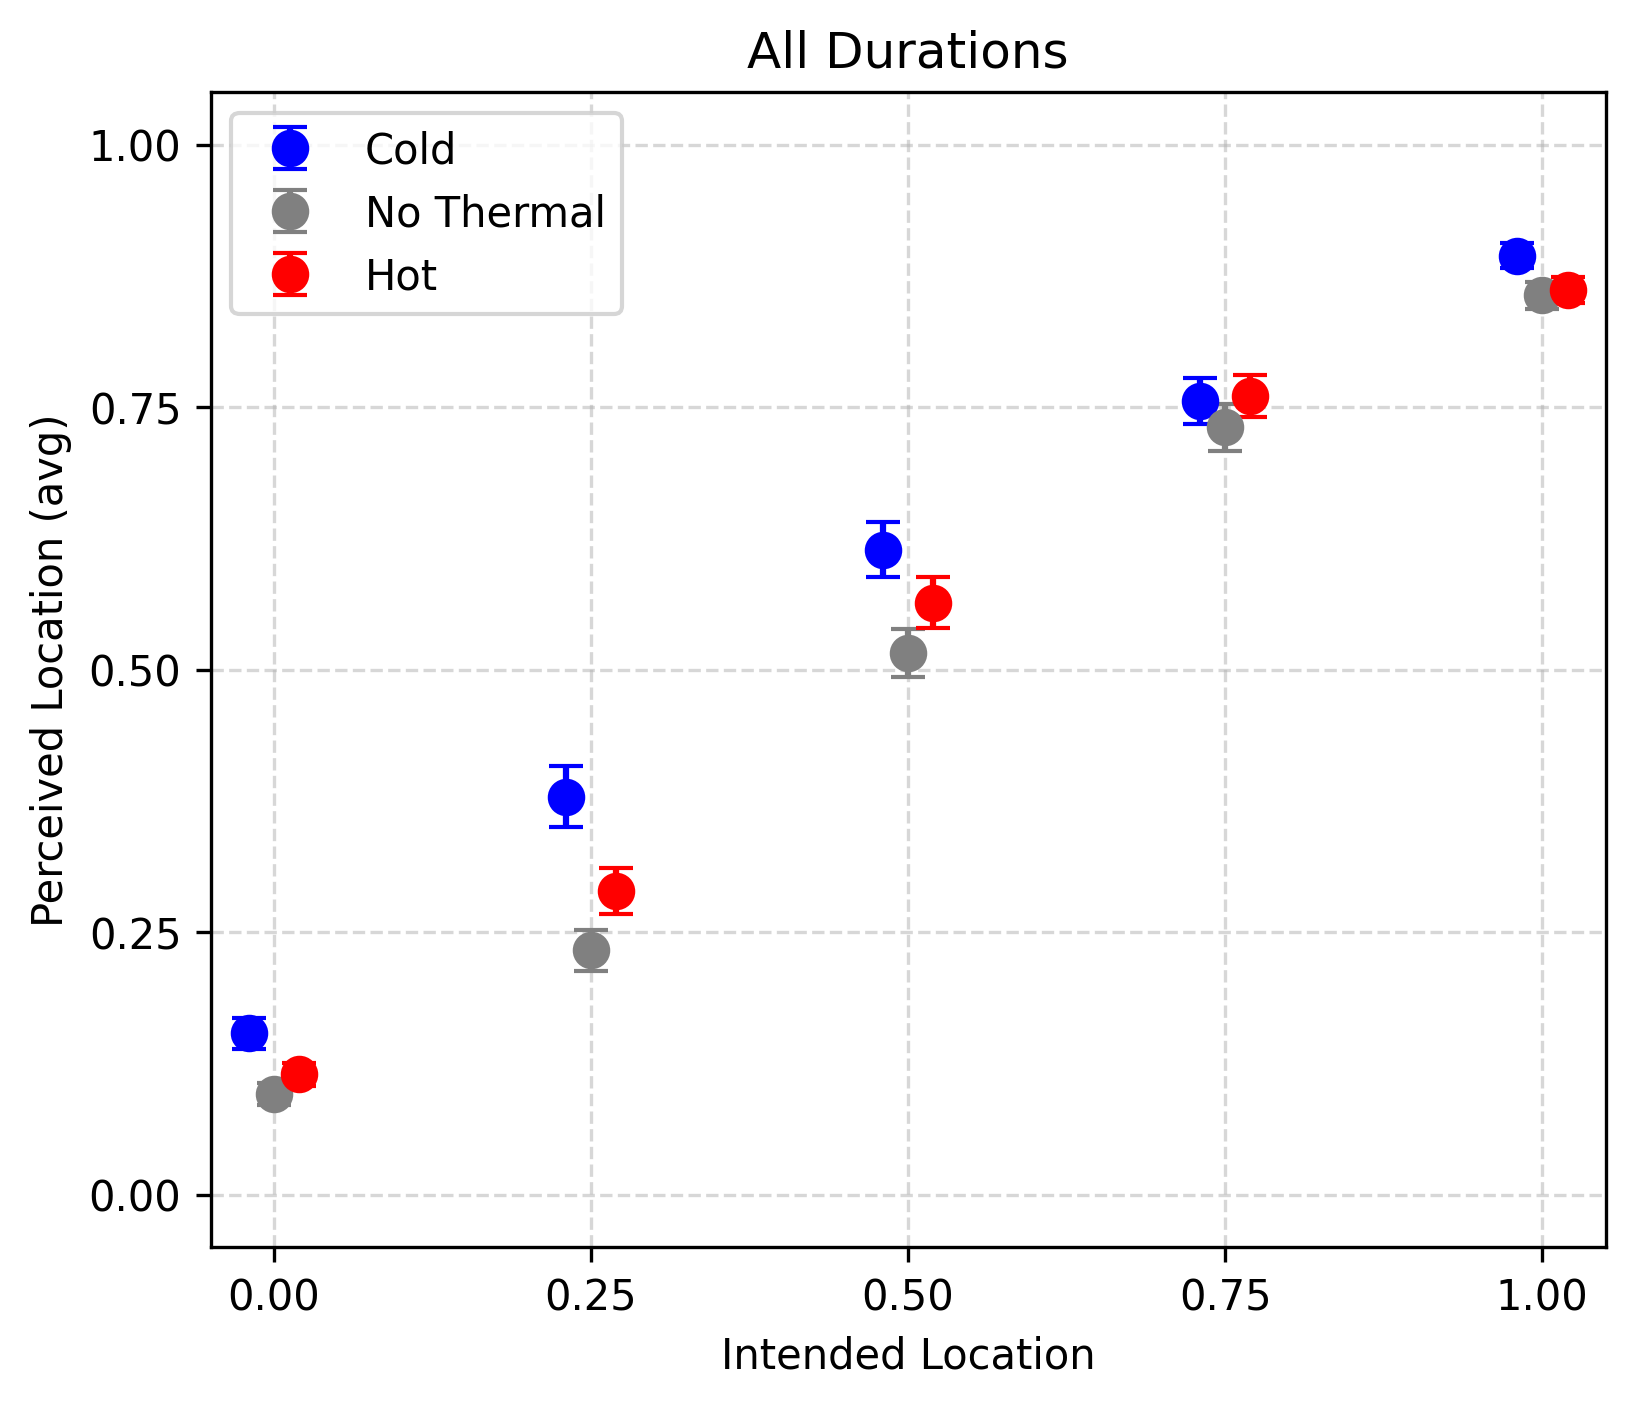 All Durations
Cold
No Thermal
Hot
1.00
0.75
0.50
0.25
0.00
Perceived Location (avg)
0.00 0.25 0.50 0.75 1.00
Intended Location